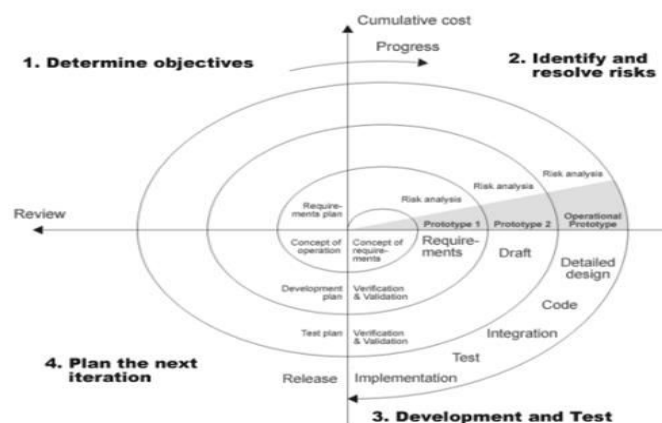 Cumulative cost
Progress
1. Determine objectives
2. Identify and
resolve risks
Risk analysis
Risk analysis
Risk analysis
Require-
ments plan
Review
Prototype 1
Prototype 2
Operational
Prototype
Concept of
operation
Concept of
require-
ments
Require-
ments
Draft
Detailed
design
Development
plan
Verification
& Validation
Code
Test plan
Verification
& Validation
Integration
Test
4. Plan the next
iteration
Release
Implementation
3. Development and Test